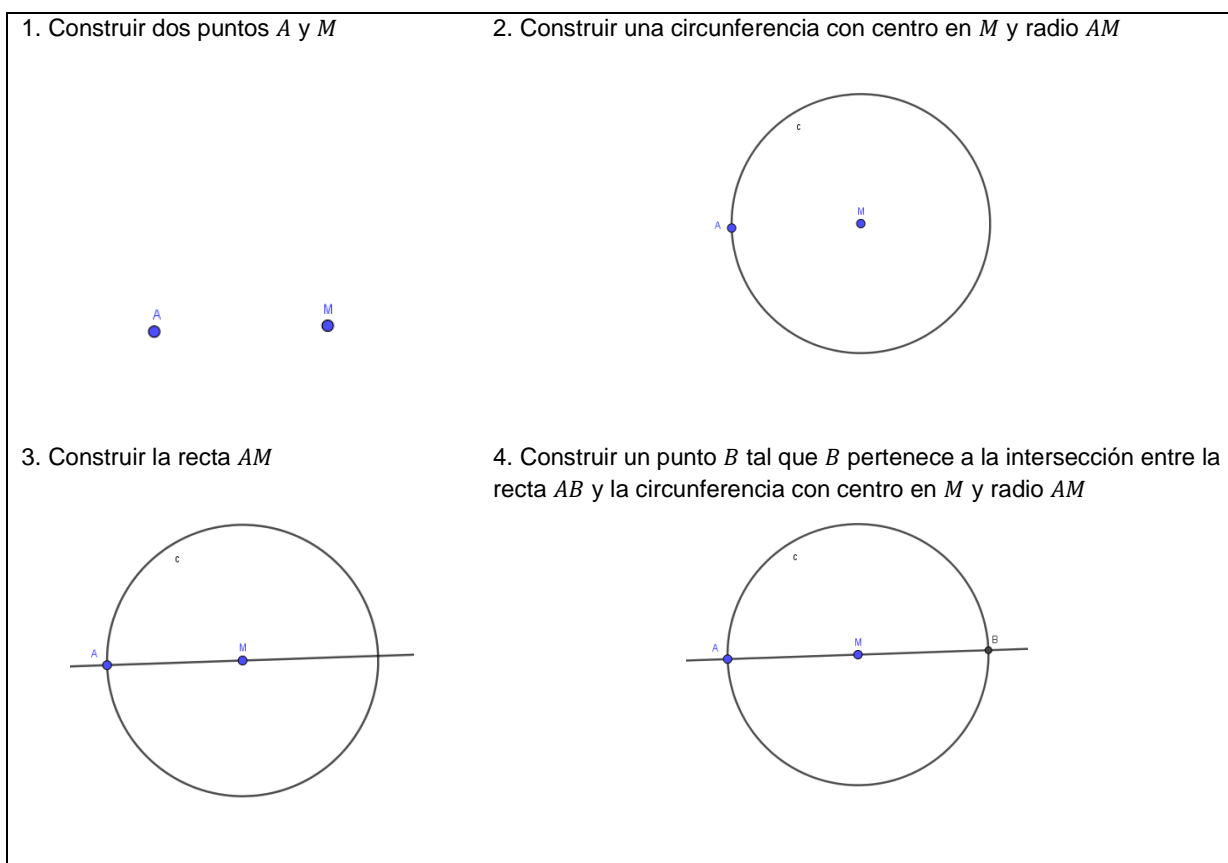 1. Construir dos puntos A y M
2. Construir una circunferencia con centro en M y radio AM
c
A
M
A
M
3. Construir la recta AM
4. Construir un punto B tal que B pertenece a la intersección entre la
recta AB y la circunferencia con centro en M y radio AM
c
A
M
c
A
M
B